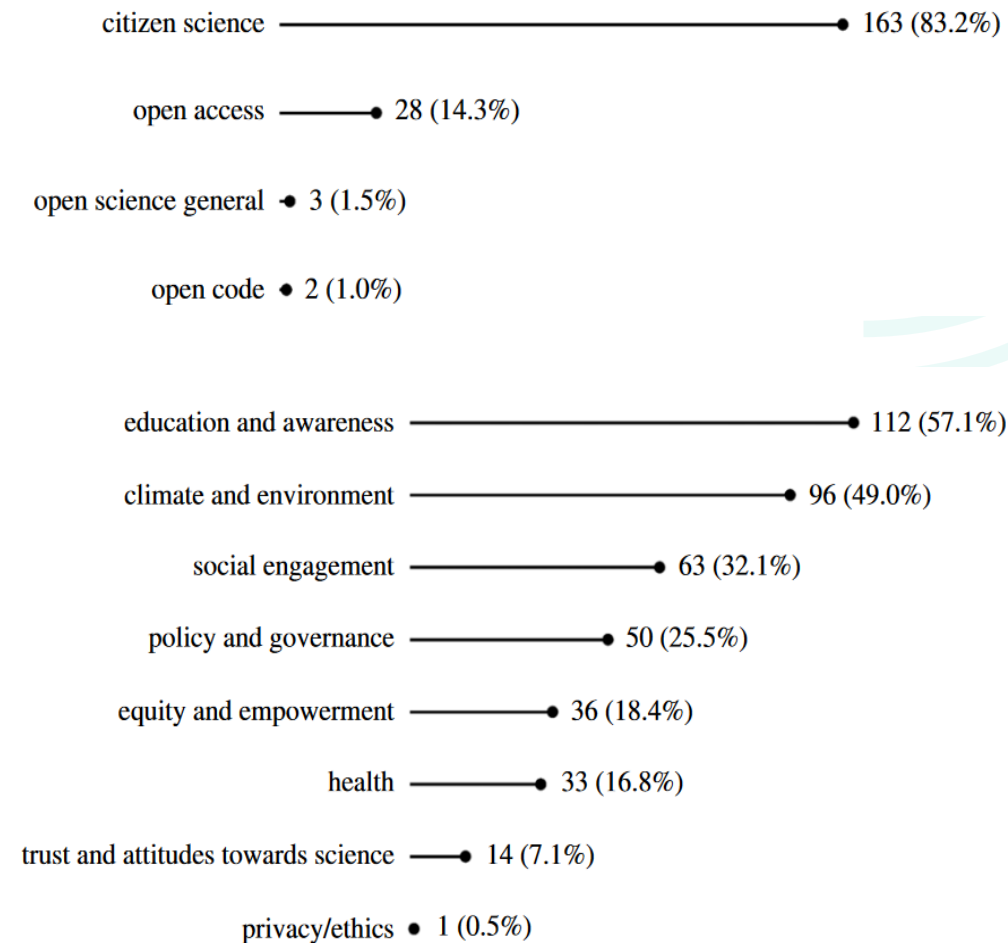 citizen science 163 (83.2%)
open access 28 (14.3%)
open science general 3 (1.5%)
open code 2 (1.0%)
education and awareness 112 (57.1%)
climate and environment 96 (49.0%)
social engagement 63 (32.1%)
policy and governance 50 (25.5%)
equity and empowerment 36 (18.4%)
health 33 (16.8%)
trust and attitudes towards science 14 (7.1%)
privacy/ethics 1 (0.5%)